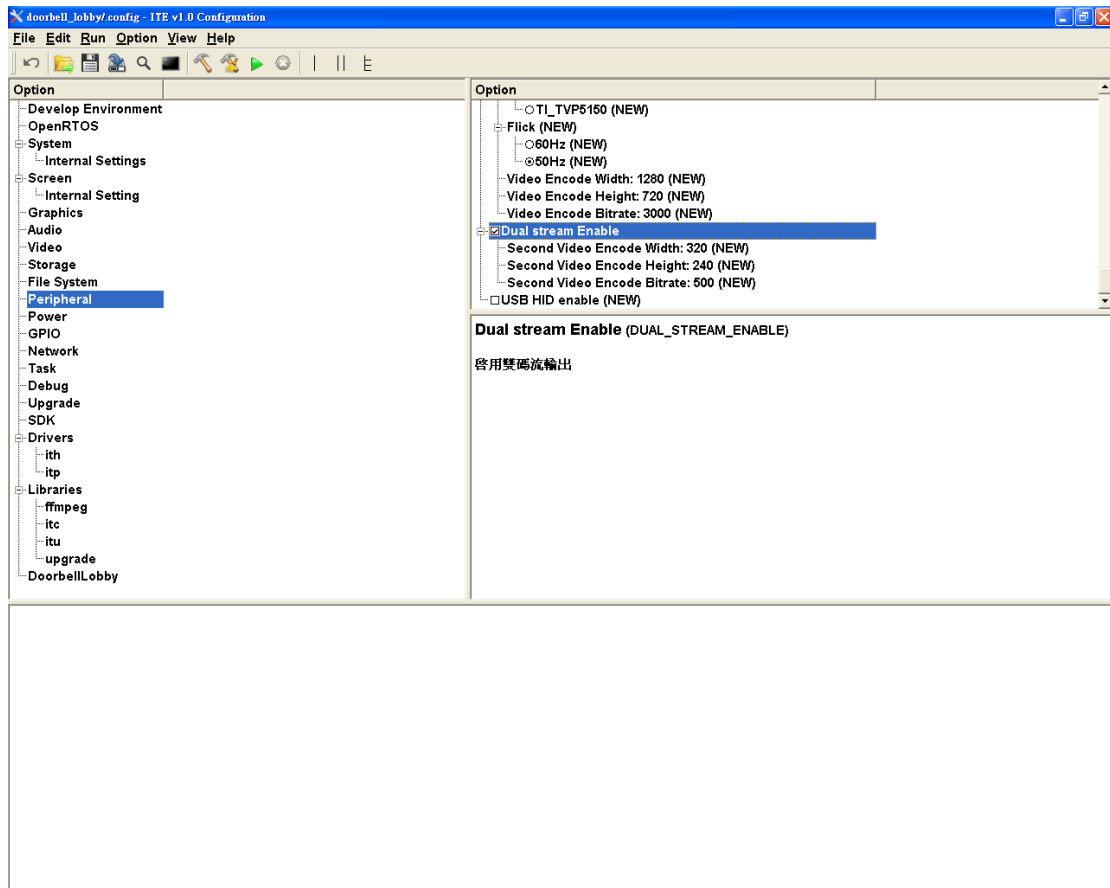 doorbell_lobby/.config - ITE v1.0 Configuration
File Edit Run Option View Help
Option
Develop Environment
OpenRTOS
System
Internal Settings
Screen
Internal Setting
Graphics
Audio
Video
Storage
File System
Peripheral
Power
GPIO
Network
Task
Debug
Upgrade
SDK
Drivers
ith
itp
Libraries
ffmpeg
itc
itu
upgrade
DoorbellLobby
Option
TI_TVP5150 (NEW)
Flick (NEW)
60Hz (NEW)
50Hz (NEW)
Video Encode Width: 1280 (NEW)
Video Encode Height: 720 (NEW)
Video Encode Bitrate: 3000 (NEW)
Dual stream Enable
Second Video Encode Width: 320 (NEW)
Second Video Encode Height: 240 (NEW)
Second Video Encode Bitrate: 500 (NEW)
USB HID enable (NEW)
Dual stream Enable (DUAL_STREAM_ENABLE)
啓用雙碼流輸出